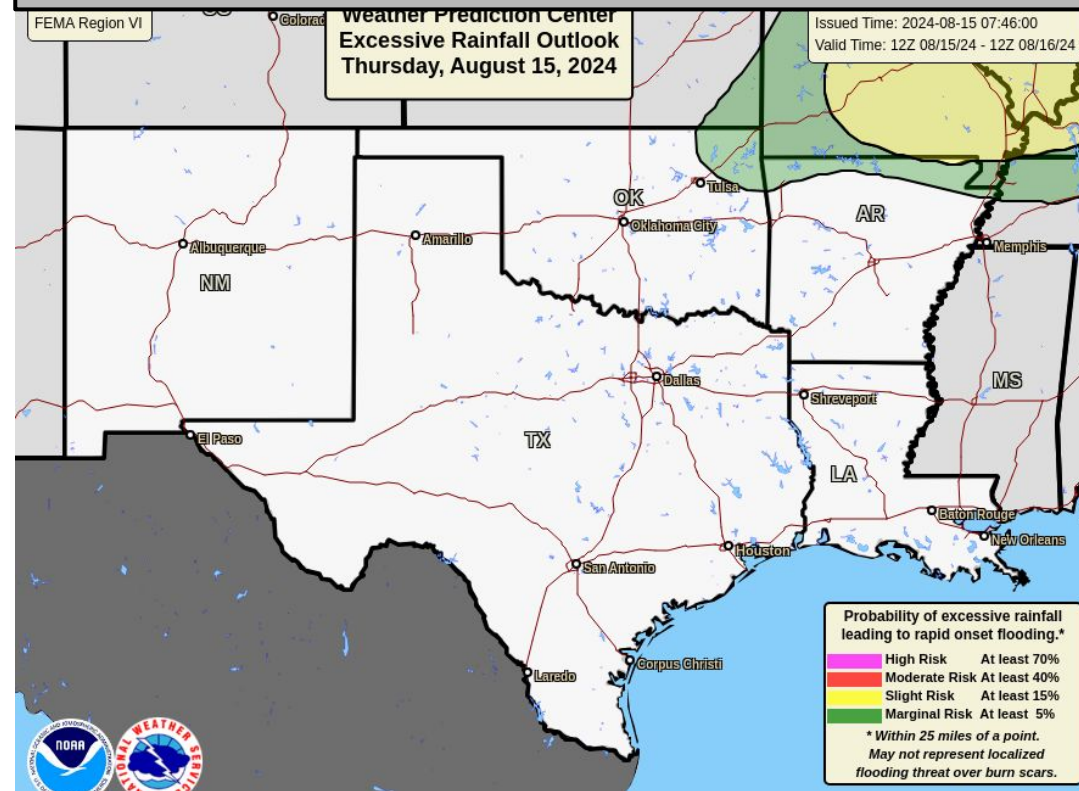 FEMA Region VI
Weather Prediction Center
Excessive Rainfall Outlook
Thursday, August 15, 2024
Issued Time: 2024-08-15 07:46:00
Valid Time: 12Z 08/15/24 - 12Z 08/16/24
Colorad
Tulsa
OK
Oklahoma City
AR
Amarillo
Albuquerque
Memphis
NM
Dallas
MS
Shreveport
El Paso
TX
LA
Baton Rouge
New Orleans
Houston
San Antonio
Corpus Christi
Laredo
Probability of excessive rainfall
leading to rapid onset flooding.*
High Risk At least 70%
Moderate Risk At least 40%
Slight Risk At least 15%
Marginal Risk At least 5%
* Within 25 miles of a point.
May not represent localized
flooding threat over burn scars.
NOAA
NATIONAL WEATHER SERVICE